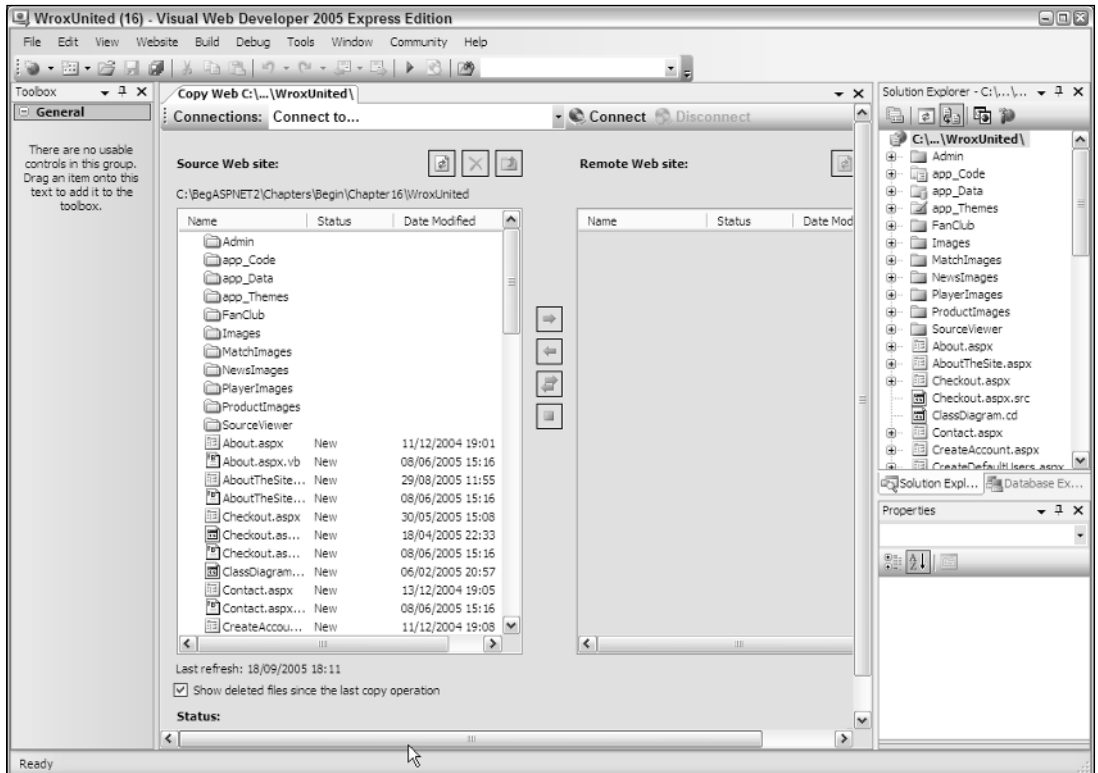 WroxUnited (16) - Visual Web Developer 2005 Express Edition
File Edit View Website Build Debug Tools Window Community Help
Toolbox
General
There are no usable
controls in this group.
Drag an item onto this
text to add it to the
toolbox.
Copy Web C:\...\WroxUnited\
Connections: Connect to...
Connect
Disconnect
Source Web site:
C:\BegASPNET2\Chapters\Begin\Chapter16\WroxUnited
Name Status Date Modified
Admin
app_Code
app_Data
app_Themes
FanClub
Images
MatchImages
NewsImages
PlayerImages
ProductImages
SourceViewer
About.aspx New 11/12/2004 19:01
About.aspx.vb New 08/06/2005 15:16
AboutTheSite... New 29/08/2005 11:55
AboutTheSite... New 08/06/2005 15:16
Checkout.aspx New 30/05/2005 15:08
Checkout.as... New 18/04/2005 22:33
Checkout.as... New 08/06/2005 15:16
ClassDiagram... New 06/02/2005 20:57
Contact.aspx New 13/12/2004 19:05
Contact.aspx... New 08/06/2005 15:16
CreateAccou... New 11/12/2004 19:08
Last refresh: 18/09/2005 18:11
Show deleted files since the last copy operation
Status:
Remote Web site:
Name Status Date Mod
Solution Explorer - C:\...\...
C:\...\WroxUnited\
Admin
app_Code
app_Data
app_Themes
FanClub
Images
MatchImages
NewsImages
PlayerImages
ProductImages
SourceViewer
About.aspx
AboutTheSite.aspx
Checkout.aspx
Checkout.aspx.src
ClassDiagram.cd
Contact.aspx
CreateAccount.aspx
CreateDefaultUsers.aspx
Solution Expl... Database Ex...
Properties
Ready